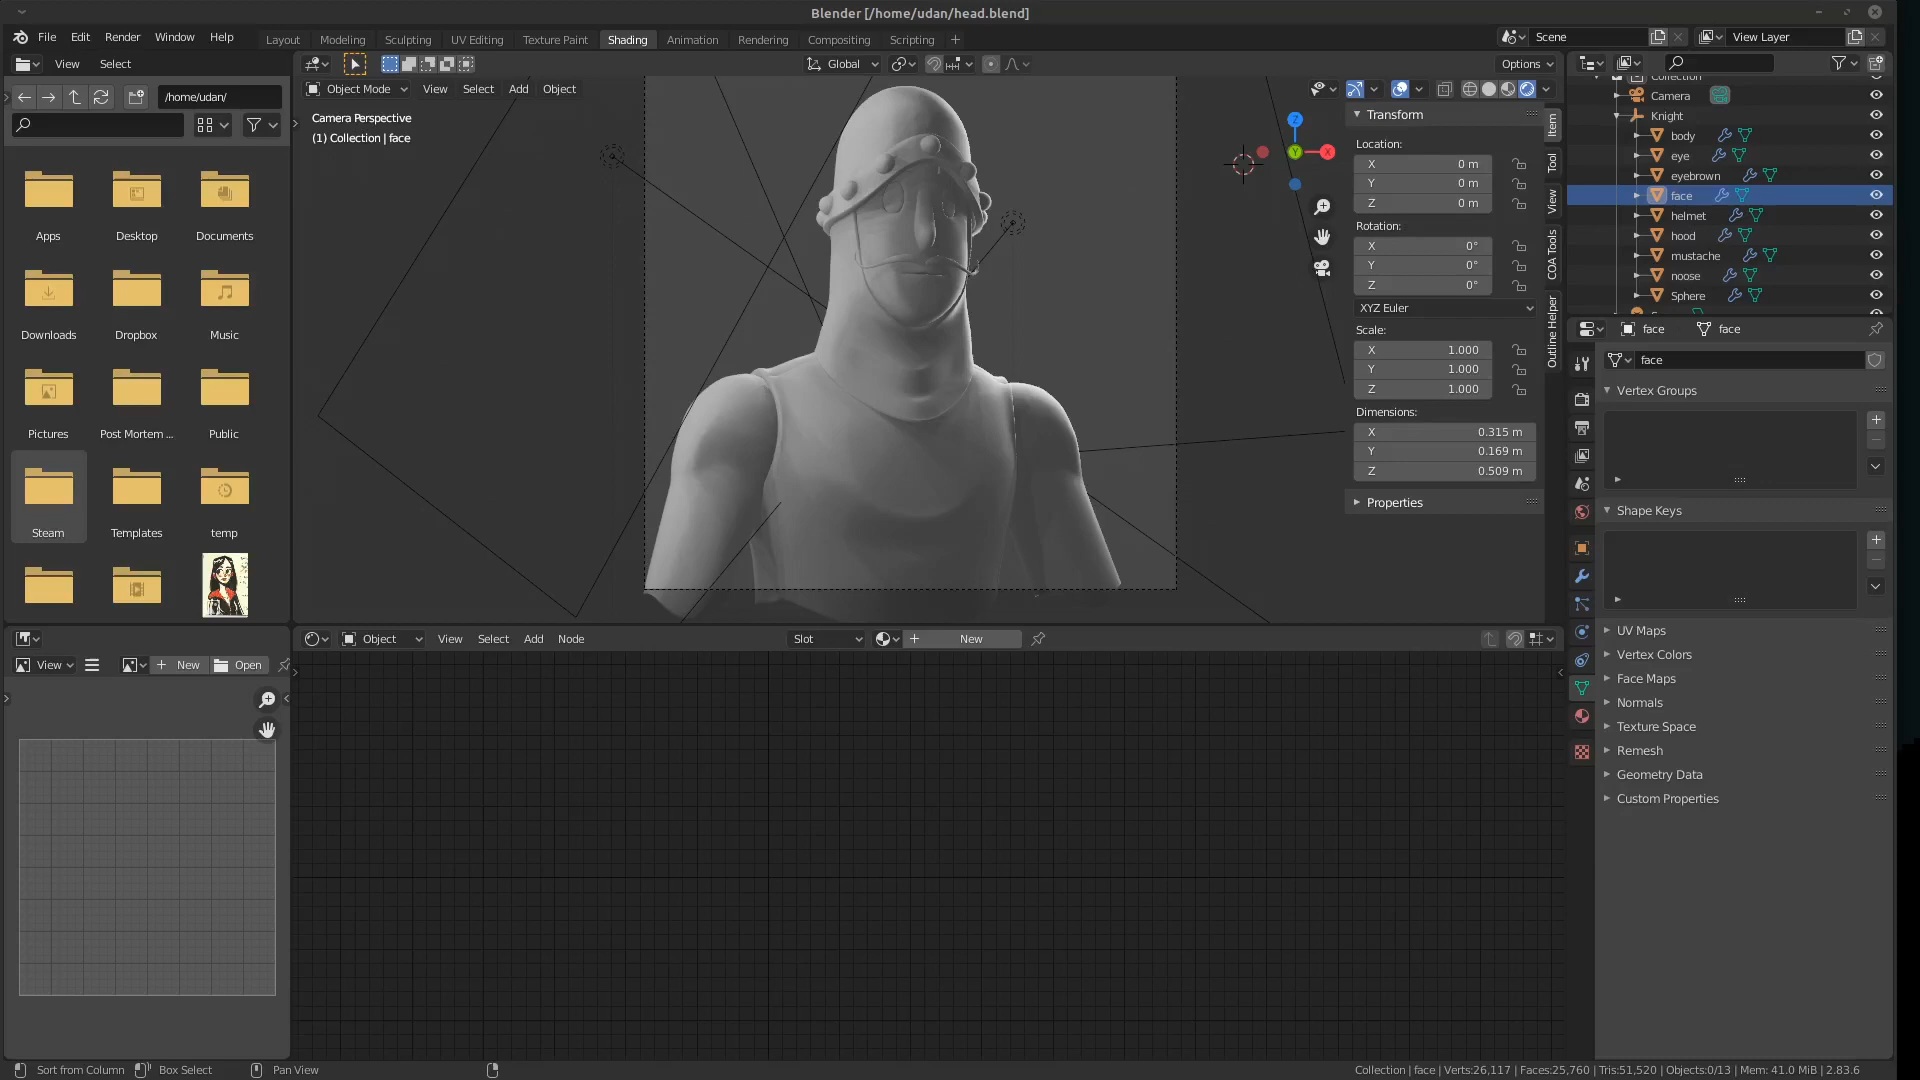 Blender [/home/udan/head.blend]
File Edit Render Window Help
Layout Modeling Sculpting UV Editing Texture Paint Shading Animation Rendering Compositing Scripting +
Scene
View Layer
View Select
Global
Options
/home/udan/
Object Mode View Select Add Object
Camera Perspective
(1) Collection | face
Apps
Desktop
Documents
Downloads
Dropbox
Music
Pictures
Post Mortem ...
Public
Steam
Templates
temp
Z
Y
X
Transform
Location:
X 0 m
Y 0 m
Z 0 m
Rotation:
X 0°
Y 0°
Z 0°
XYZ Euler
Scale:
X 1.000
Y 1.000
Z 1.000
Dimensions:
X 0.315 m
Y 0.169 m
Z 0.509 m
Properties
Item
Tool
View
COA Tools
Outline Helper
Collection
Camera
Knight
body
eye
eyebrown
face
helmet
hood
mustache
noose
Sphere
face face
face
Vertex Groups
Shape Keys
UV Maps
Vertex Colors
Face Maps
Normals
Texture Space
Remesh
Geometry Data
Custom Properties
View
New
Open
Object View Select Add Node
Slot
New
Sort from Column Box Select Pan View
Collection | face | Verts:26,117 | Faces:25,760 | Tris:51,520 | Objects:0/13 | Mem: 41.0 MiB | 2.83.6